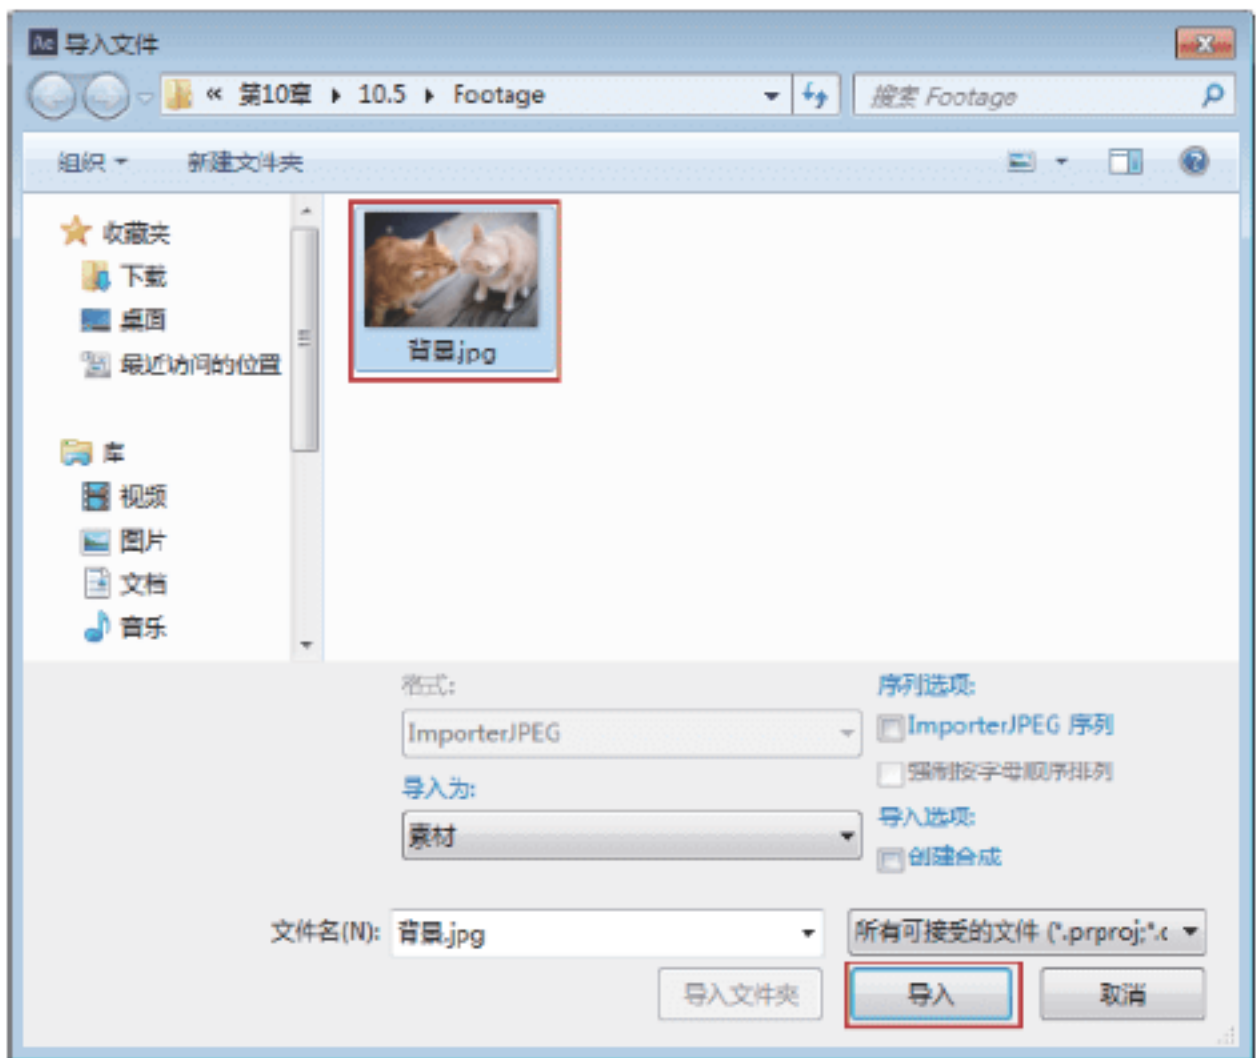 Ae 导入文件
« 第10章 ▸ 10.5 ▸ Footage
搜索 Footage
组织
新建文件夹
收藏夹
下载
桌面
最近访问的位置
库
视频
图片
文档
音乐
背景.jpg
格式:
ImporterJPEG
导入为:
素材
序列选项:
ImporterJPEG 序列
强制按字母顺序排列
导入选项:
创建合成
文件名(N):
背景.jpg
所有可接受的文件 (*.prproj;*.c
导入文件夹
导入
取消